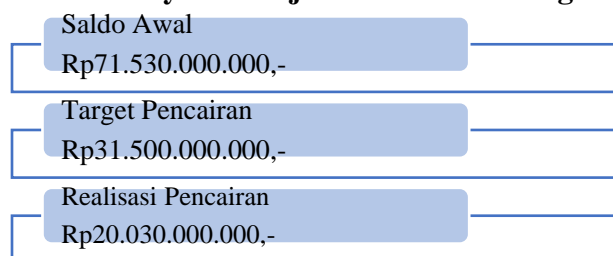 Saldo Awal
Rp71.530.000.000,-
Target Pencairan
Rp31.500.000.000,-
Realisasi Pencairan
Rp20.030.000.000,-